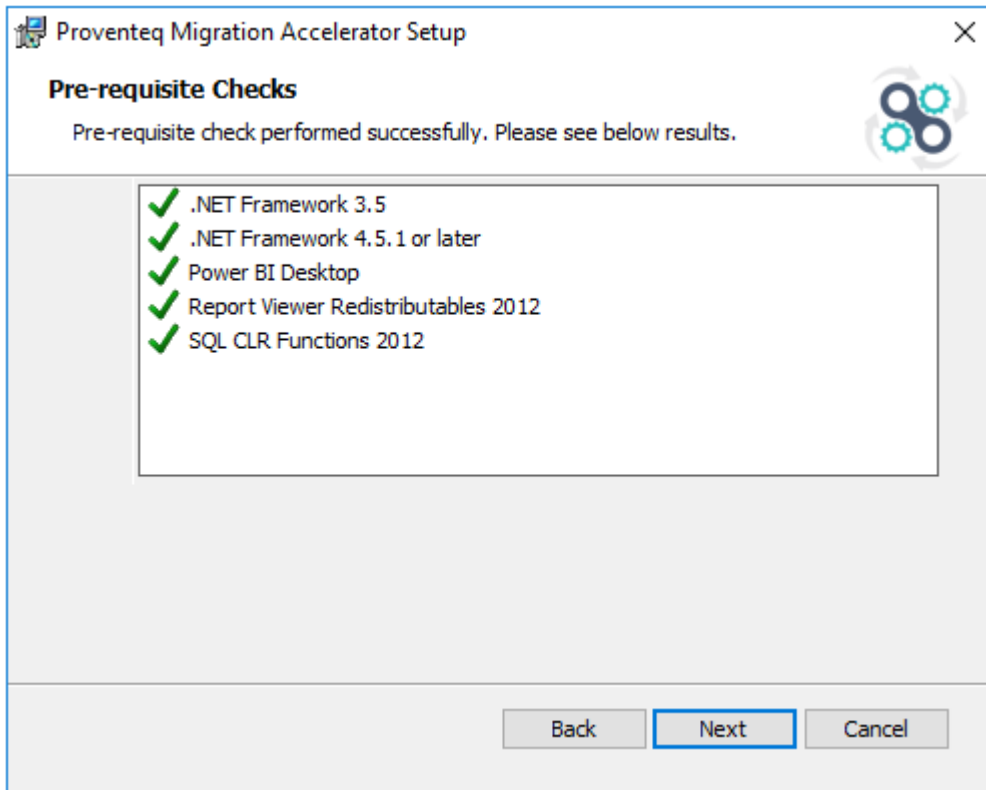 Proventeq Migration Accelerator Setup
Pre-requisite Checks
Pre-requisite check performed successfully. Please see below results.
.NET Framework 3.5
.NET Framework 4.5.1 or later
Power BI Desktop
Report Viewer Redistributables 2012
SQL CLR Functions 2012
Back
Next
Cancel